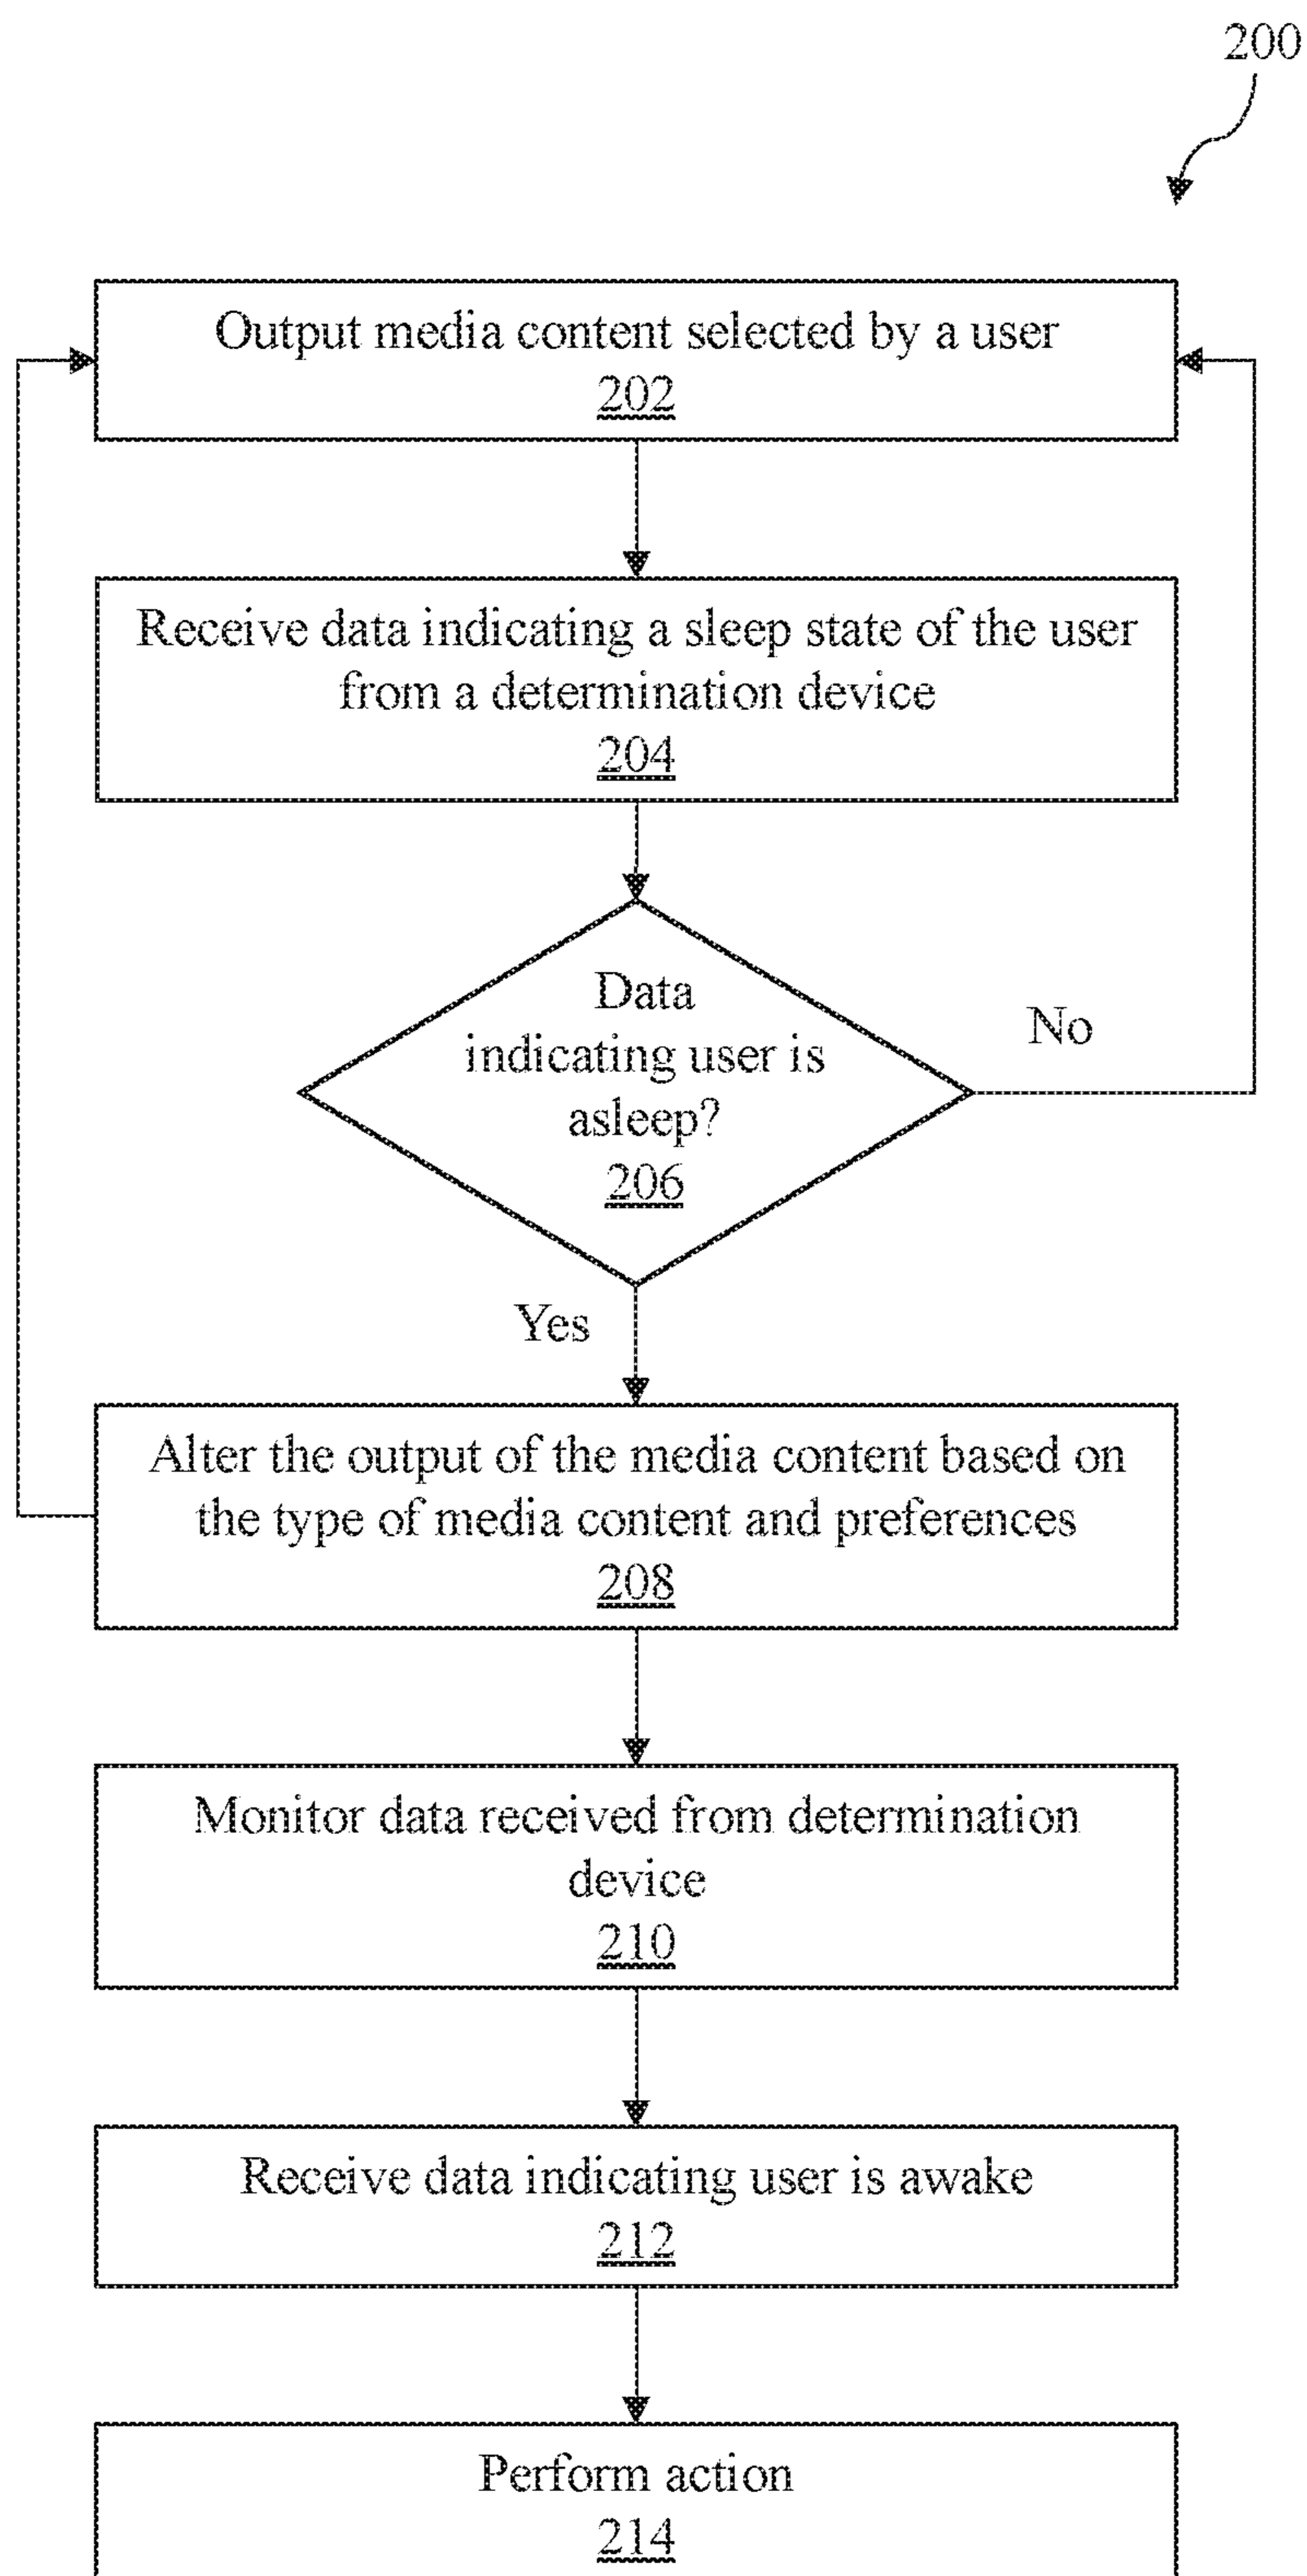 200
Output media content selected by a user
202
Receive data indicating a sleep state of the user
from a determination device
204
Data
indicating user is
asleep?
206
No
Yes
Alter the output of the media content based on
the type of media content and preferences
208
Monitor data received from determination
device
210
Receive data indicating user is awake
212
Perform action
214